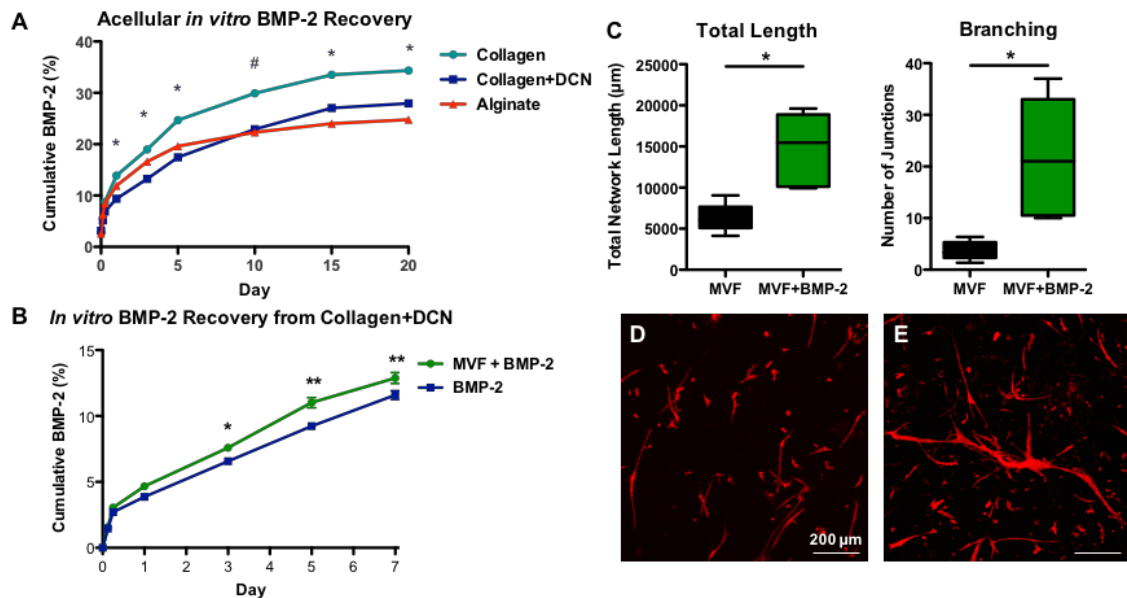 A
Acellular in vitro BMP-2 Recovery
Cumulative BMP-2 (%)
40
30
20
10
0
*
*
*
#
*
*
0
5
10
15
20
Day
Collagen
Collagen+DCN
Alginate
B
In vitro BMP-2 Recovery from Collagen+DCN
Cumulative BMP-2 (%)
15
10
5
0
*
**
**
0
1
2
3
4
5
6
7
Day
MVF + BMP-2
BMP-2
C
Total Length
Total Network Length (µm)
25000
20000
15000
10000
5000
0
*
MVF
MVF+BMP-2
Branching
Number of Junctions
40
30
20
10
0
*
MVF
MVF+BMP-2
D
200 µm
E